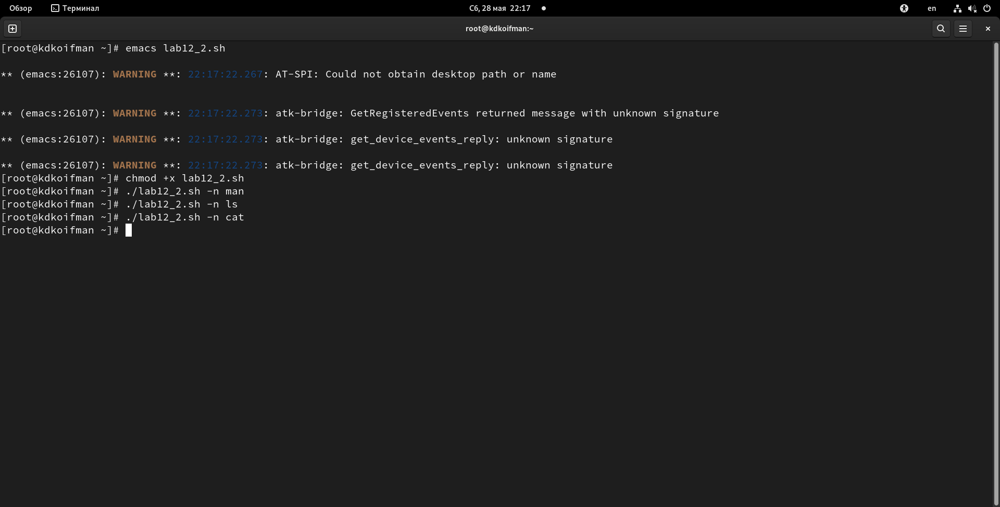 Обзор Терминал Сб, 28 мая 22:17 en
root@kdkoifman:~
[root@kdkoifman ~]# emacs lab12_2.sh
** (emacs:26107): WARNING **: 22:17:22.267: AT-SPI: Could not obtain desktop path or name
** (emacs:26107): WARNING **: 22:17:22.273: atk-bridge: GetRegisteredEvents returned message with unknown signature
** (emacs:26107): WARNING **: 22:17:22.273: atk-bridge: get_device_events_reply: unknown signature
** (emacs:26107): WARNING **: 22:17:22.273: atk-bridge: get_device_events_reply: unknown signature
[root@kdkoifman ~]# chmod +x lab12_2.sh
[root@kdkoifman ~]# ./lab12_2.sh -n man
[root@kdkoifman ~]# ./lab12_2.sh -n ls
[root@kdkoifman ~]# ./lab12_2.sh -n cat
[root@kdkoifman ~]#